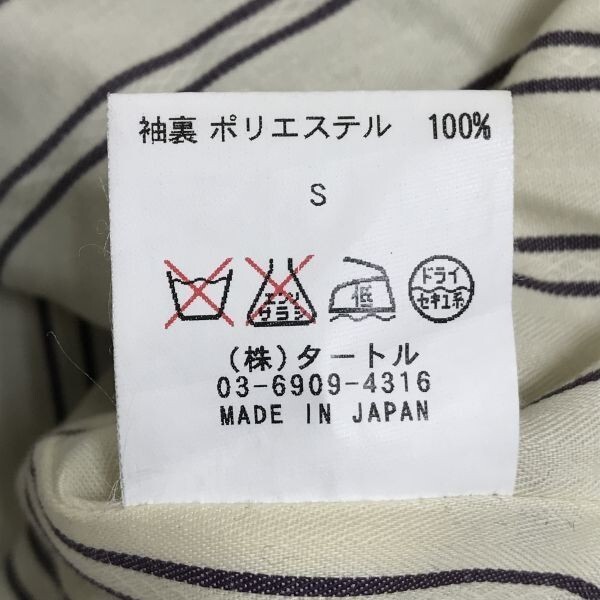 袖裏 ポリエステル 100%
S
エンソ
サラシ
低
ドライ
セキユ系
(株)タートル
03-6909-4316
MADE IN JAPAN